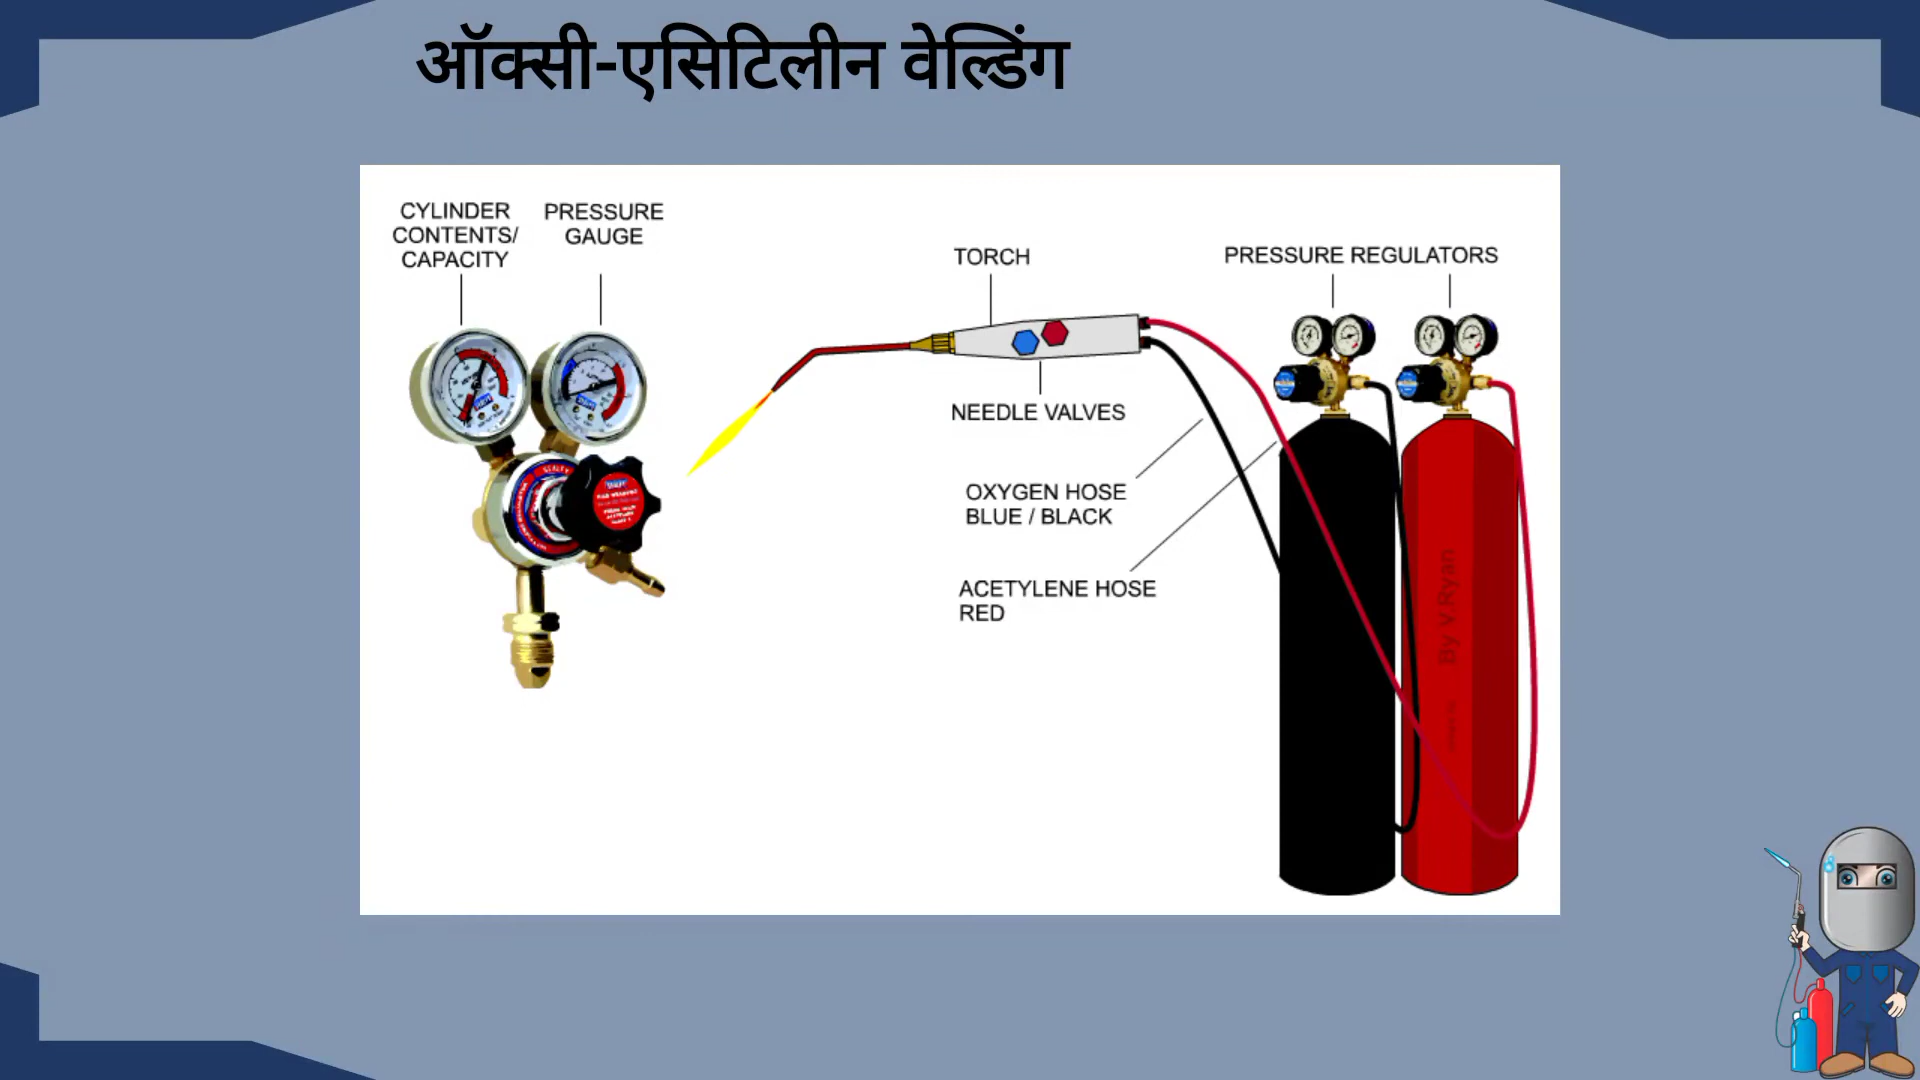 ऑक्सी-एसिटिलीन वेल्डिंग
CYLINDER
CONTENTS/
CAPACITY
PRESSURE
GAUGE
TORCH
PRESSURE REGULATORS
NEEDLE VALVES
OXYGEN HOSE
BLUE / BLACK
ACETYLENE HOSE
RED
By V.Ryan
SEALEY